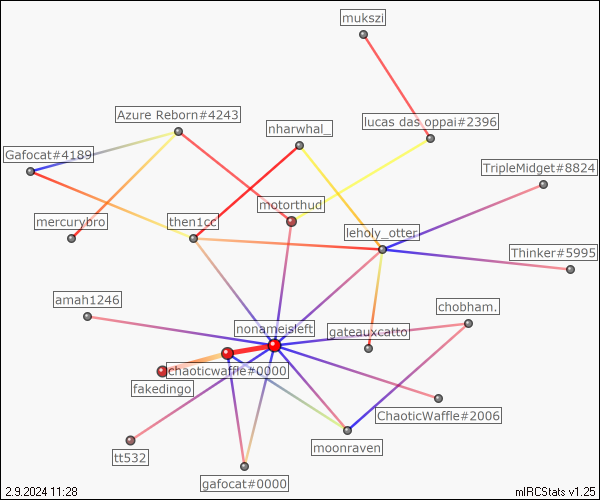 mukszi
Azure Reborn#4243
lucas das oppai#2396
nharwhal_
Gafocat#4189
TripleMidget#8824
motorthud
mercurybro
then1cc
leholy_otter
Thinker#5995
amah1246
chobham.
nonameisleft
gateauxcatto
chaoticwaffle#0000
fakedingo
ChaoticWaffle#2006
moonraven
tt532
gafocat#0000
2.9.2024 11:28
mIRCStats v1.25